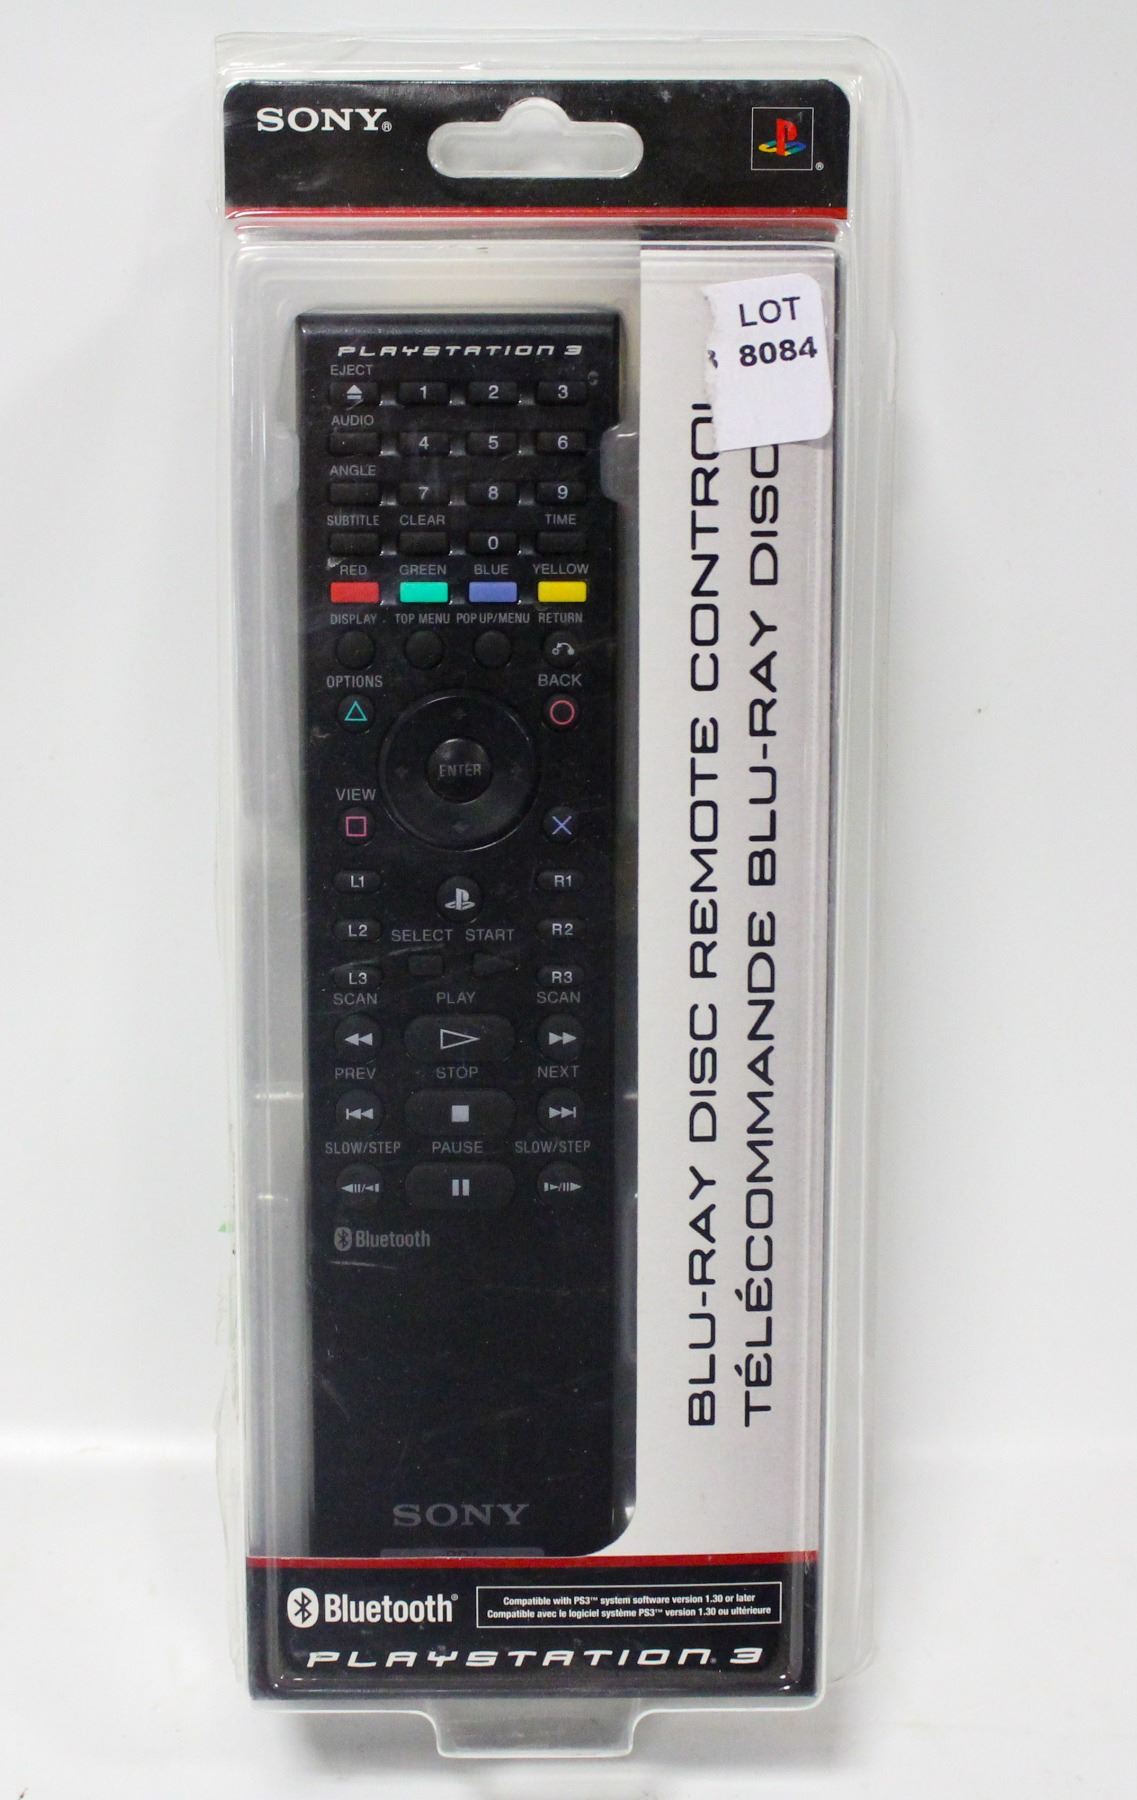 SONY®
®
LOT
8084
PLAYSTATION 3
EJECT
1 2 3
AUDIO
4 5 6
ANGLE
7 8 9
SUBTITLE CLEAR TIME
0
RED GREEN BLUE YELLOW
DISPLAY TOP MENU POP UP/MENU RETURN
OPTIONS BACK
ENTER
VIEW
L1 R1
L2 R2
SELECT START
L3 R3
SCAN PLAY SCAN
PREV STOP NEXT
SLOW/STEP PAUSE SLOW/STEP
Bluetooth
SONY
BLU-RAY DISC REMOTE CONTROL
TÉLÉCOMMANDE BLU-RAY DISC
Bluetooth®
Compatible with PS3™ system software version 1.30 or later
Compatible avec le logiciel système PS3™ version 1.30 ou ultérieure
PLAYSTATION® 3